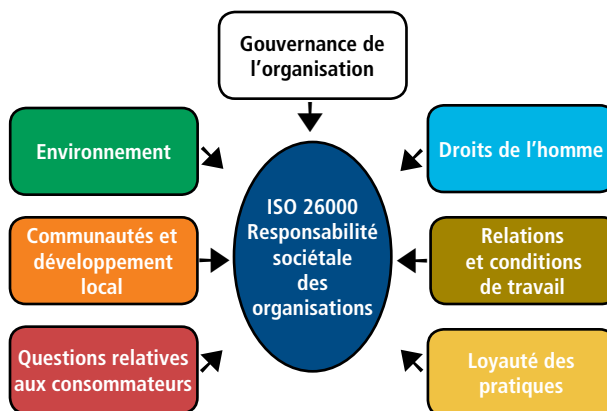 Gouvernance de
l’organisation
Environnement
Droits de l’homme
ISO 26000
Responsabilité
sociétale
des
organisations
Communautés et
développement
local
Relations
et conditions
de travail
Questions relatives
aux consommateurs
Loyauté des
pratiques